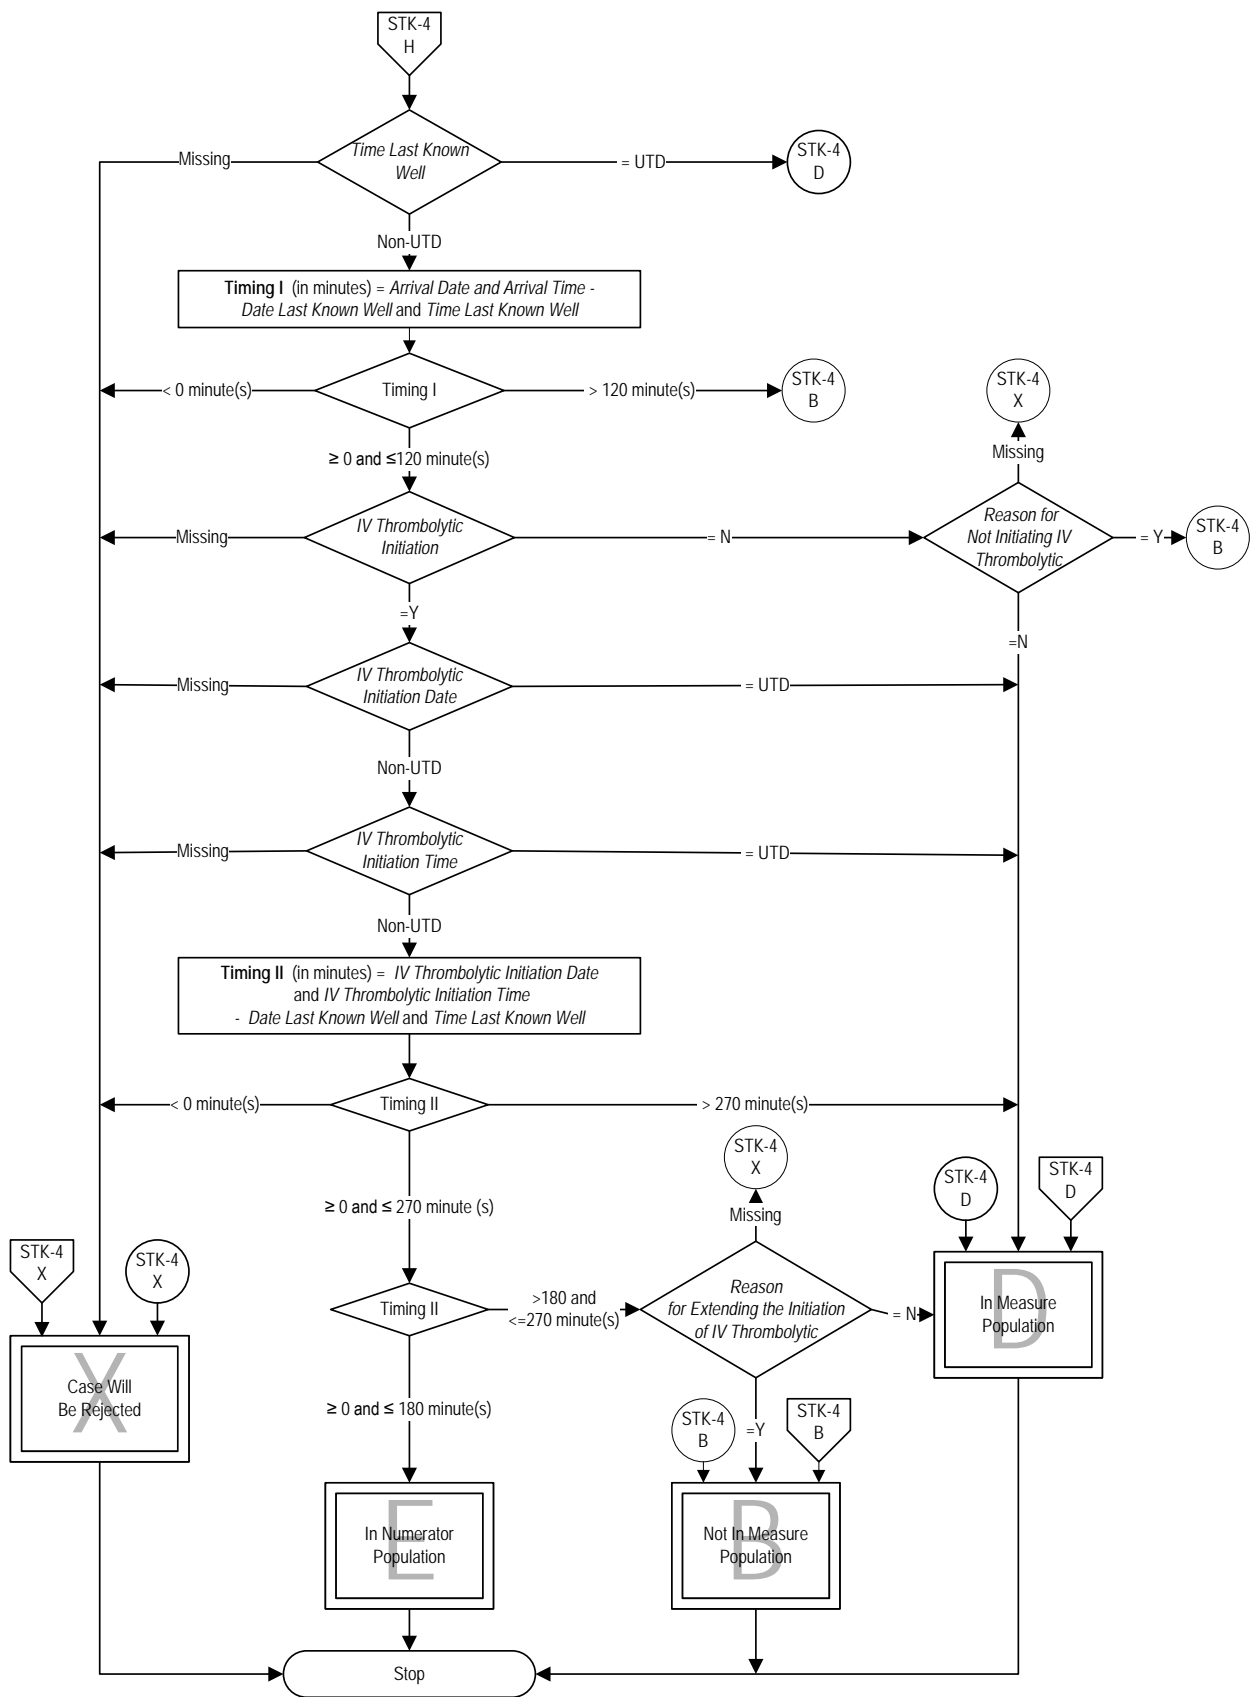 STK-4
H
Time Last Known
Well
Missing
= UTD
STK-4
D
Non-UTD
Timing I (in minutes) = Arrival Date and Arrival Time -
Date Last Known Well and Time Last Known Well
< 0 minute(s)
Timing I
> 120 minute(s)
STK-4
B
STK-4
X
≥ 0 and ≤120 minute(s)
Missing
Missing
IV Thrombolytic
Initiation
= N
Reason for
Not Initiating IV
Thrombolytic
= Y
STK-4
B
=Y
=N
Missing
IV Thrombolytic
Initiation Date
= UTD
Non-UTD
Missing
IV Thrombolytic
Initiation Time
= UTD
Non-UTD
Timing II (in minutes) = IV Thrombolytic Initiation Date
and IV Thrombolytic Initiation Time
- Date Last Known Well and Time Last Known Well
< 0 minute(s)
Timing II
> 270 minute(s)
STK-4
X
STK-4
D
STK-4
D
≥ 0 and ≤ 270 minute (s)
Missing
STK-4
X
STK-4
X
Timing II
>180 and
<=270 minute(s)
Reason
for Extending the Initiation
of IV Thrombolytic
= N
D
In Measure
Population
X
Case Will
Be Rejected
≥ 0 and ≤ 180 minute(s)
STK-4
B
=Y
STK-4
B
E
In Numerator
Population
B
Not In Measure
Population
Stop